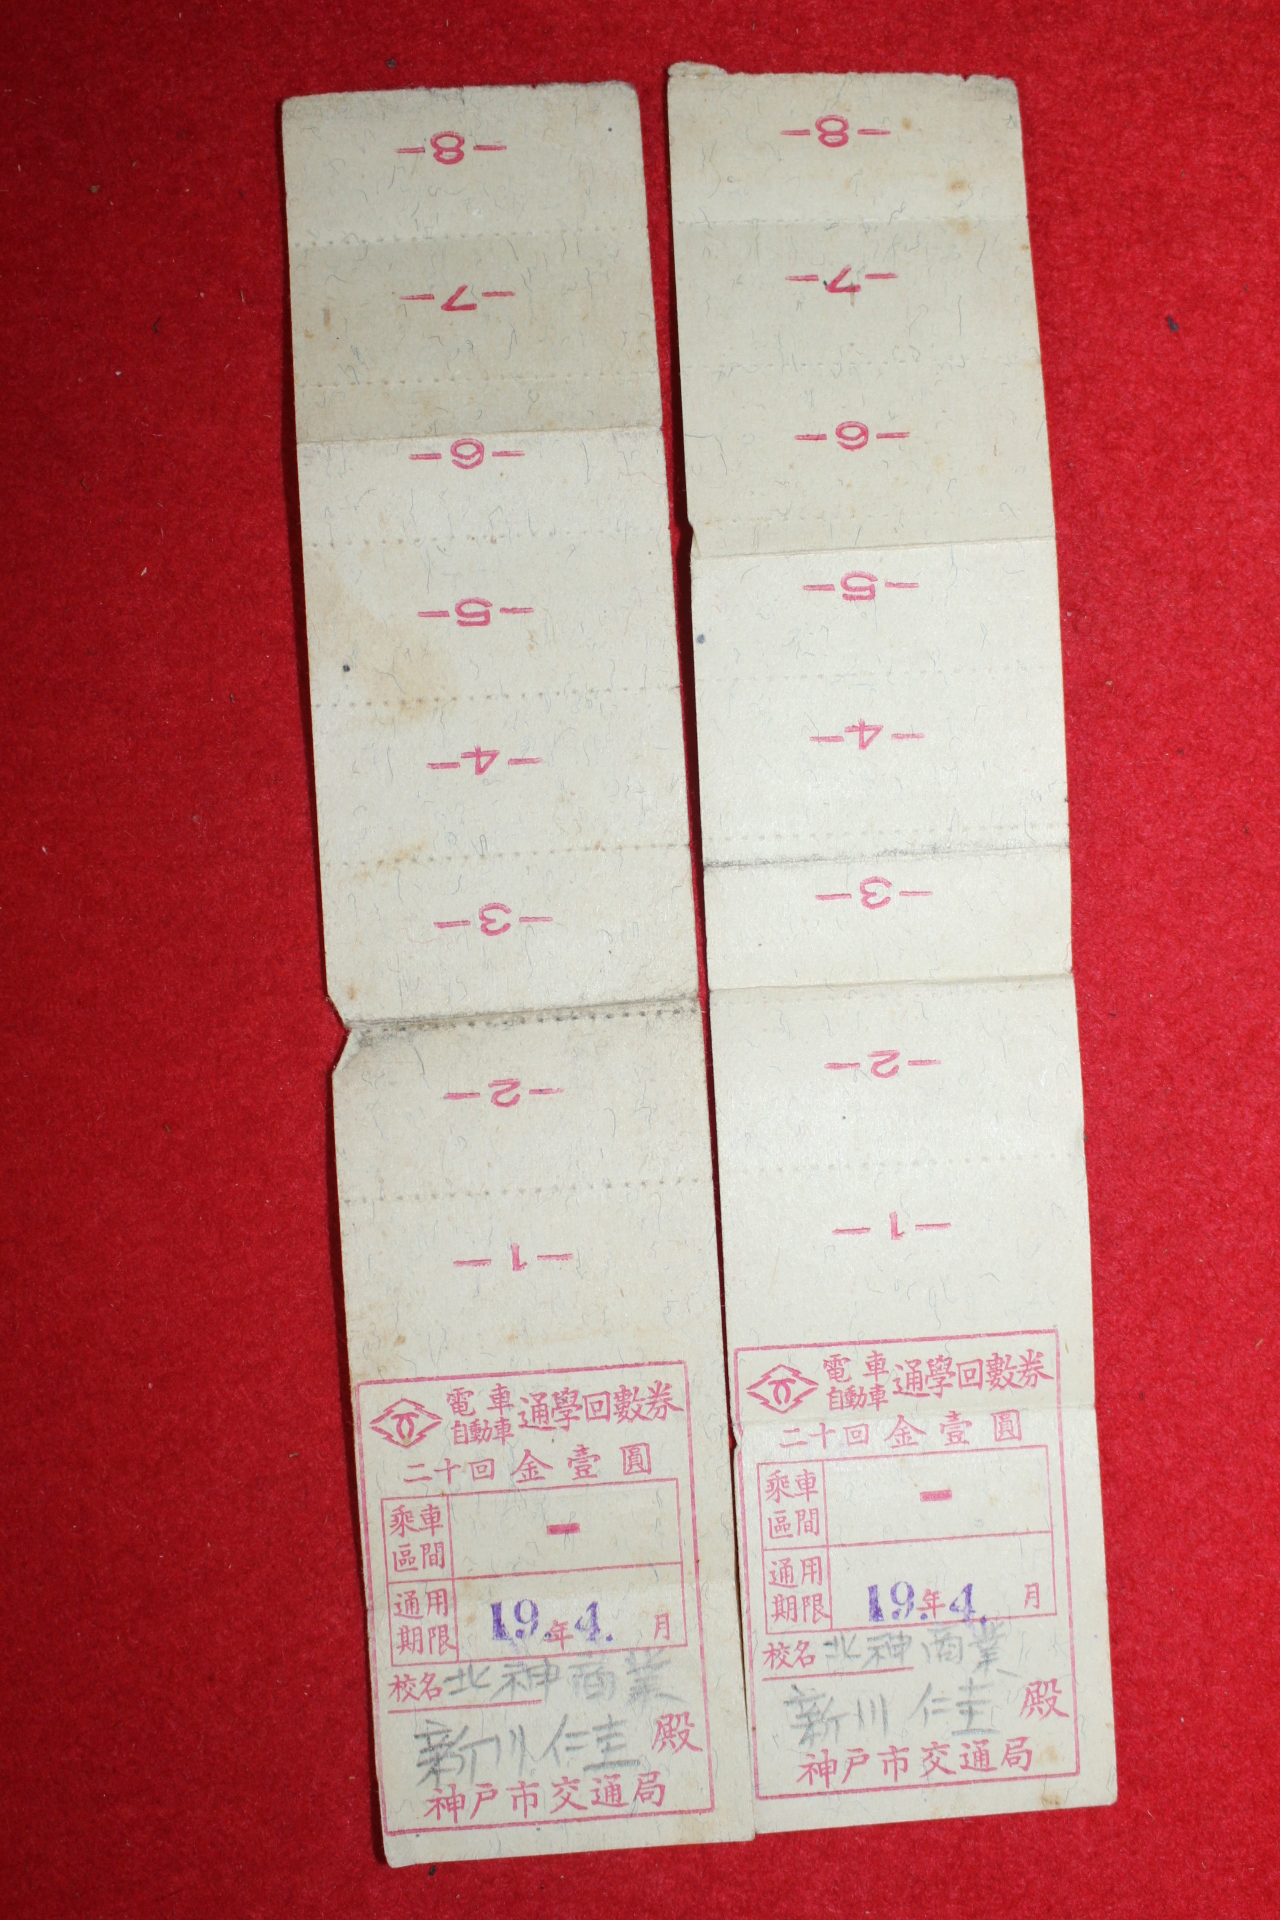 -8-
-7-
-6-
-5-
-4-
-3-
-2-
-1-
電車
自動車
通學回數券
二十回 金壹圓
乘車
區間
-
通用
期限
19.年4.月
校名 北神商業
新川仁圭殿
神戸市交通局
-8-
-7-
-6-
-5-
-4-
-3-
-2-
-1-
電車
自動車
通學回數券
二十回 金壹圓
乘車
區間
-
通用
期限
19.年4.月
校名 北神商業
新川仁圭殿
神戸市交通局